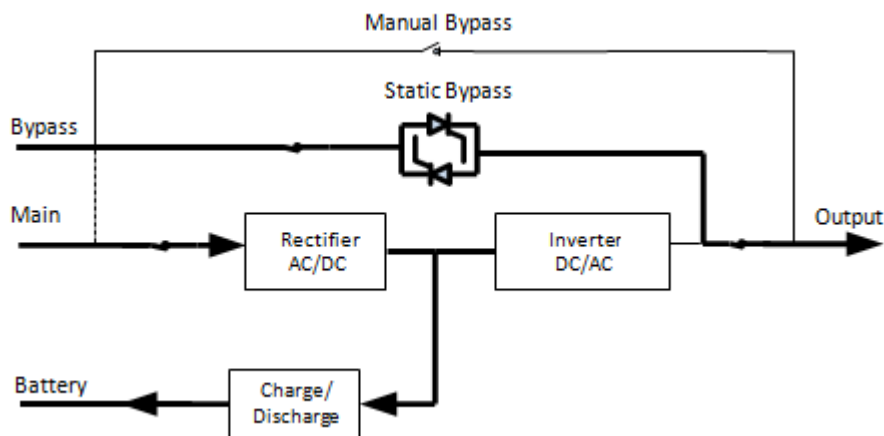 Manual Bypass
Static Bypass
Bypass
Main
Rectifier
AC/DC
Inverter
DC/AC
Output
Battery
Charge/
Discharge